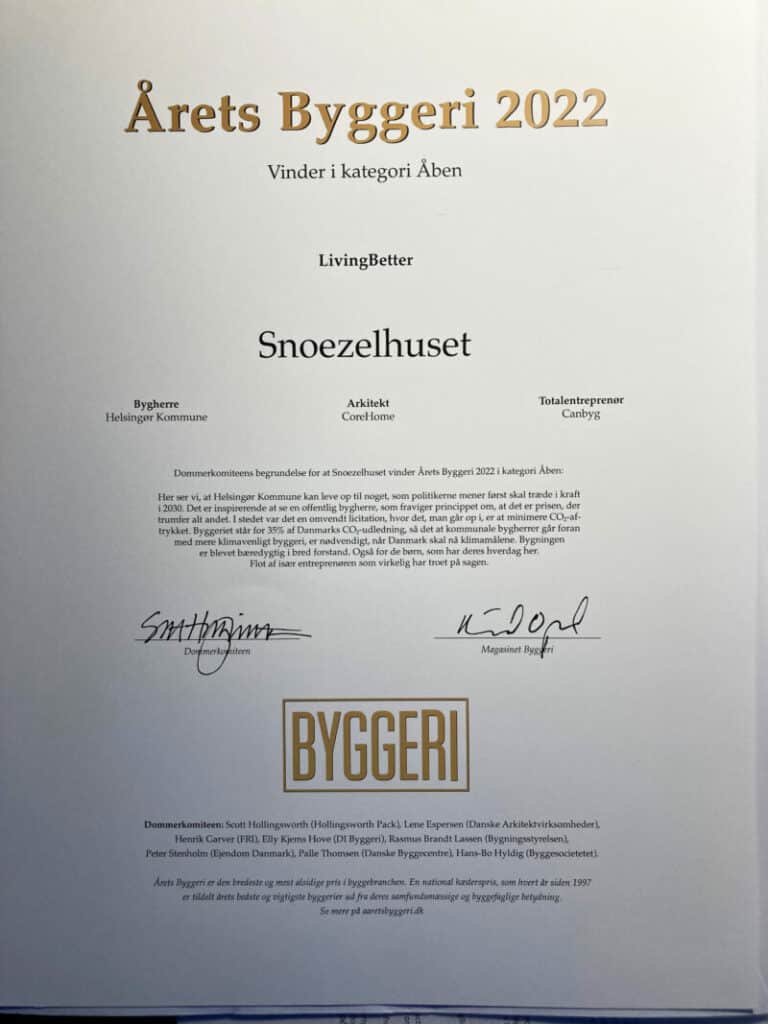 Årets Byggeri 2022
Vinder i kategori Åben
LivingBetter
Snoezelhuset
Bygherre
Helsingør Kommune
Arkitekt
CoreHome
Totalentreprenør
Canbyg
Dommerkomiteens begrundelse for at Snoezelhuset vinder Årets Byggeri 2022 i kategori Åben:
Her ser vi, at Helsingør Kommune kan leve op til noget, som politikerne mener først skal træde i kraft
i 2030. Det er inspirerende at se en offentlig bygherre, som fraviger princippet om, at det er prisen, der
trumfer alt andet. I stedet var det en omvendt licitation, hvor det, man går op i, er at minimere CO₂-af-
trykket. Byggeriet står for 35% af Danmarks CO₂-udledning, så det at kommunale bygherrer går foran
med mere klimavenligt byggeri, er nødvendigt, når Danmark skal nå klimamålene. Bygningen
er blevet bæredygtig i bred forstand. Også for de børn, som har deres hverdag her.
Flot af især entreprenøren som virkelig har troet på sagen.
Dommerkomiteen
Magasinet Byggeri
BYGGERI
Dommerkomiteen: Scott Hollingsworth (Hollingsworth Pack), Lene Espersen (Danske Arkitektvirksomheder),
Henrik Garver (FRI), Elly Kjems Hove (DI Byggeri), Rasmus Brandt Lassen (Bygningsstyrelsen),
Peter Stenholm (Ejendom Danmark), Palle Thomsen (Danske Byggecentre), Hans-Bo Hyldig (Byggesocietetet).
Årets Byggeri er den bredeste og mest alsidige pris i byggebranchen. En national hæderspris, som hvert år siden 1997
er tildelt årets bedste og vigtigste byggerier ud fra deres samfundsmæssige og byggefaglige betydning.
Se mere på aaretsbyggeri.dk